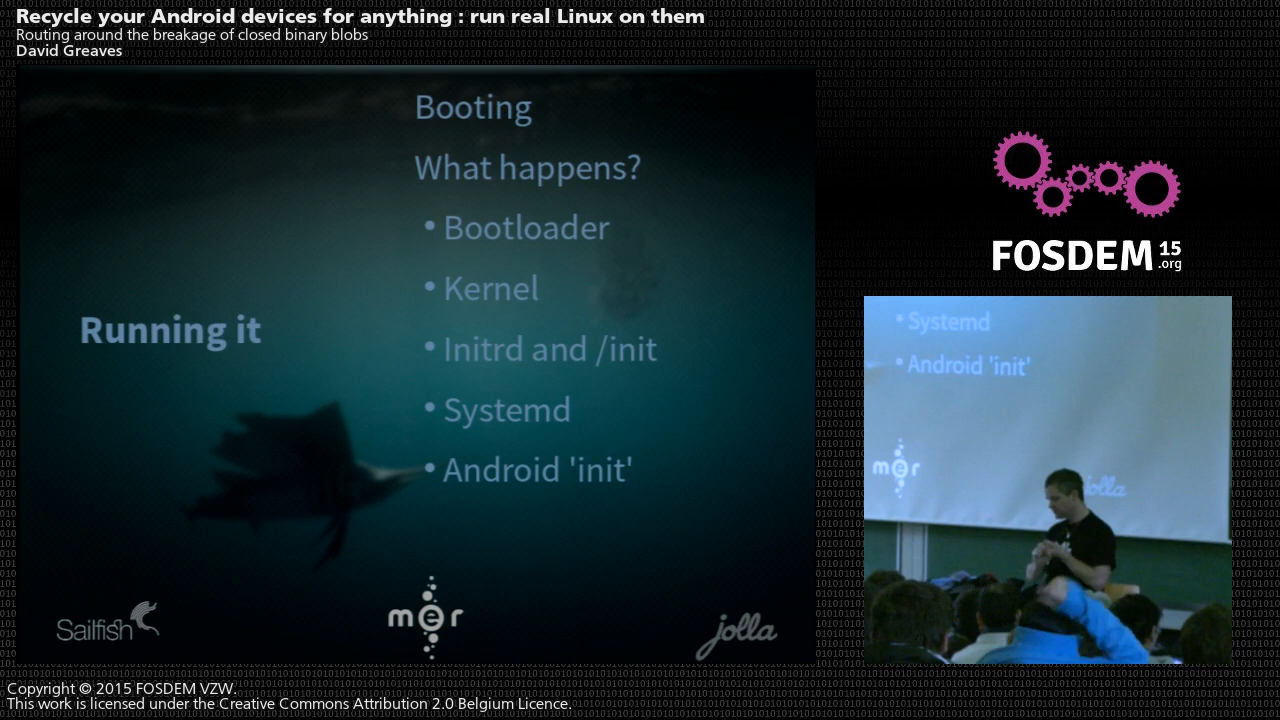 Recycle your Android devices for anything : run real Linux on them
Routing around the breakage of closed binary blobs
David Greaves
Booting
What happens?
• Bootloader
• Kernel
Running it
• Initrd and /init
• Systemd
• Android 'init'
Sailfish
mer
jolla
FOSDEM 15
.org
• Systemd
• Android 'init'
mer
jolla
Copyright © 2015 FOSDEM VZW.
This work is licensed under the Creative Commons Attribution 2.0 Belgium Licence.